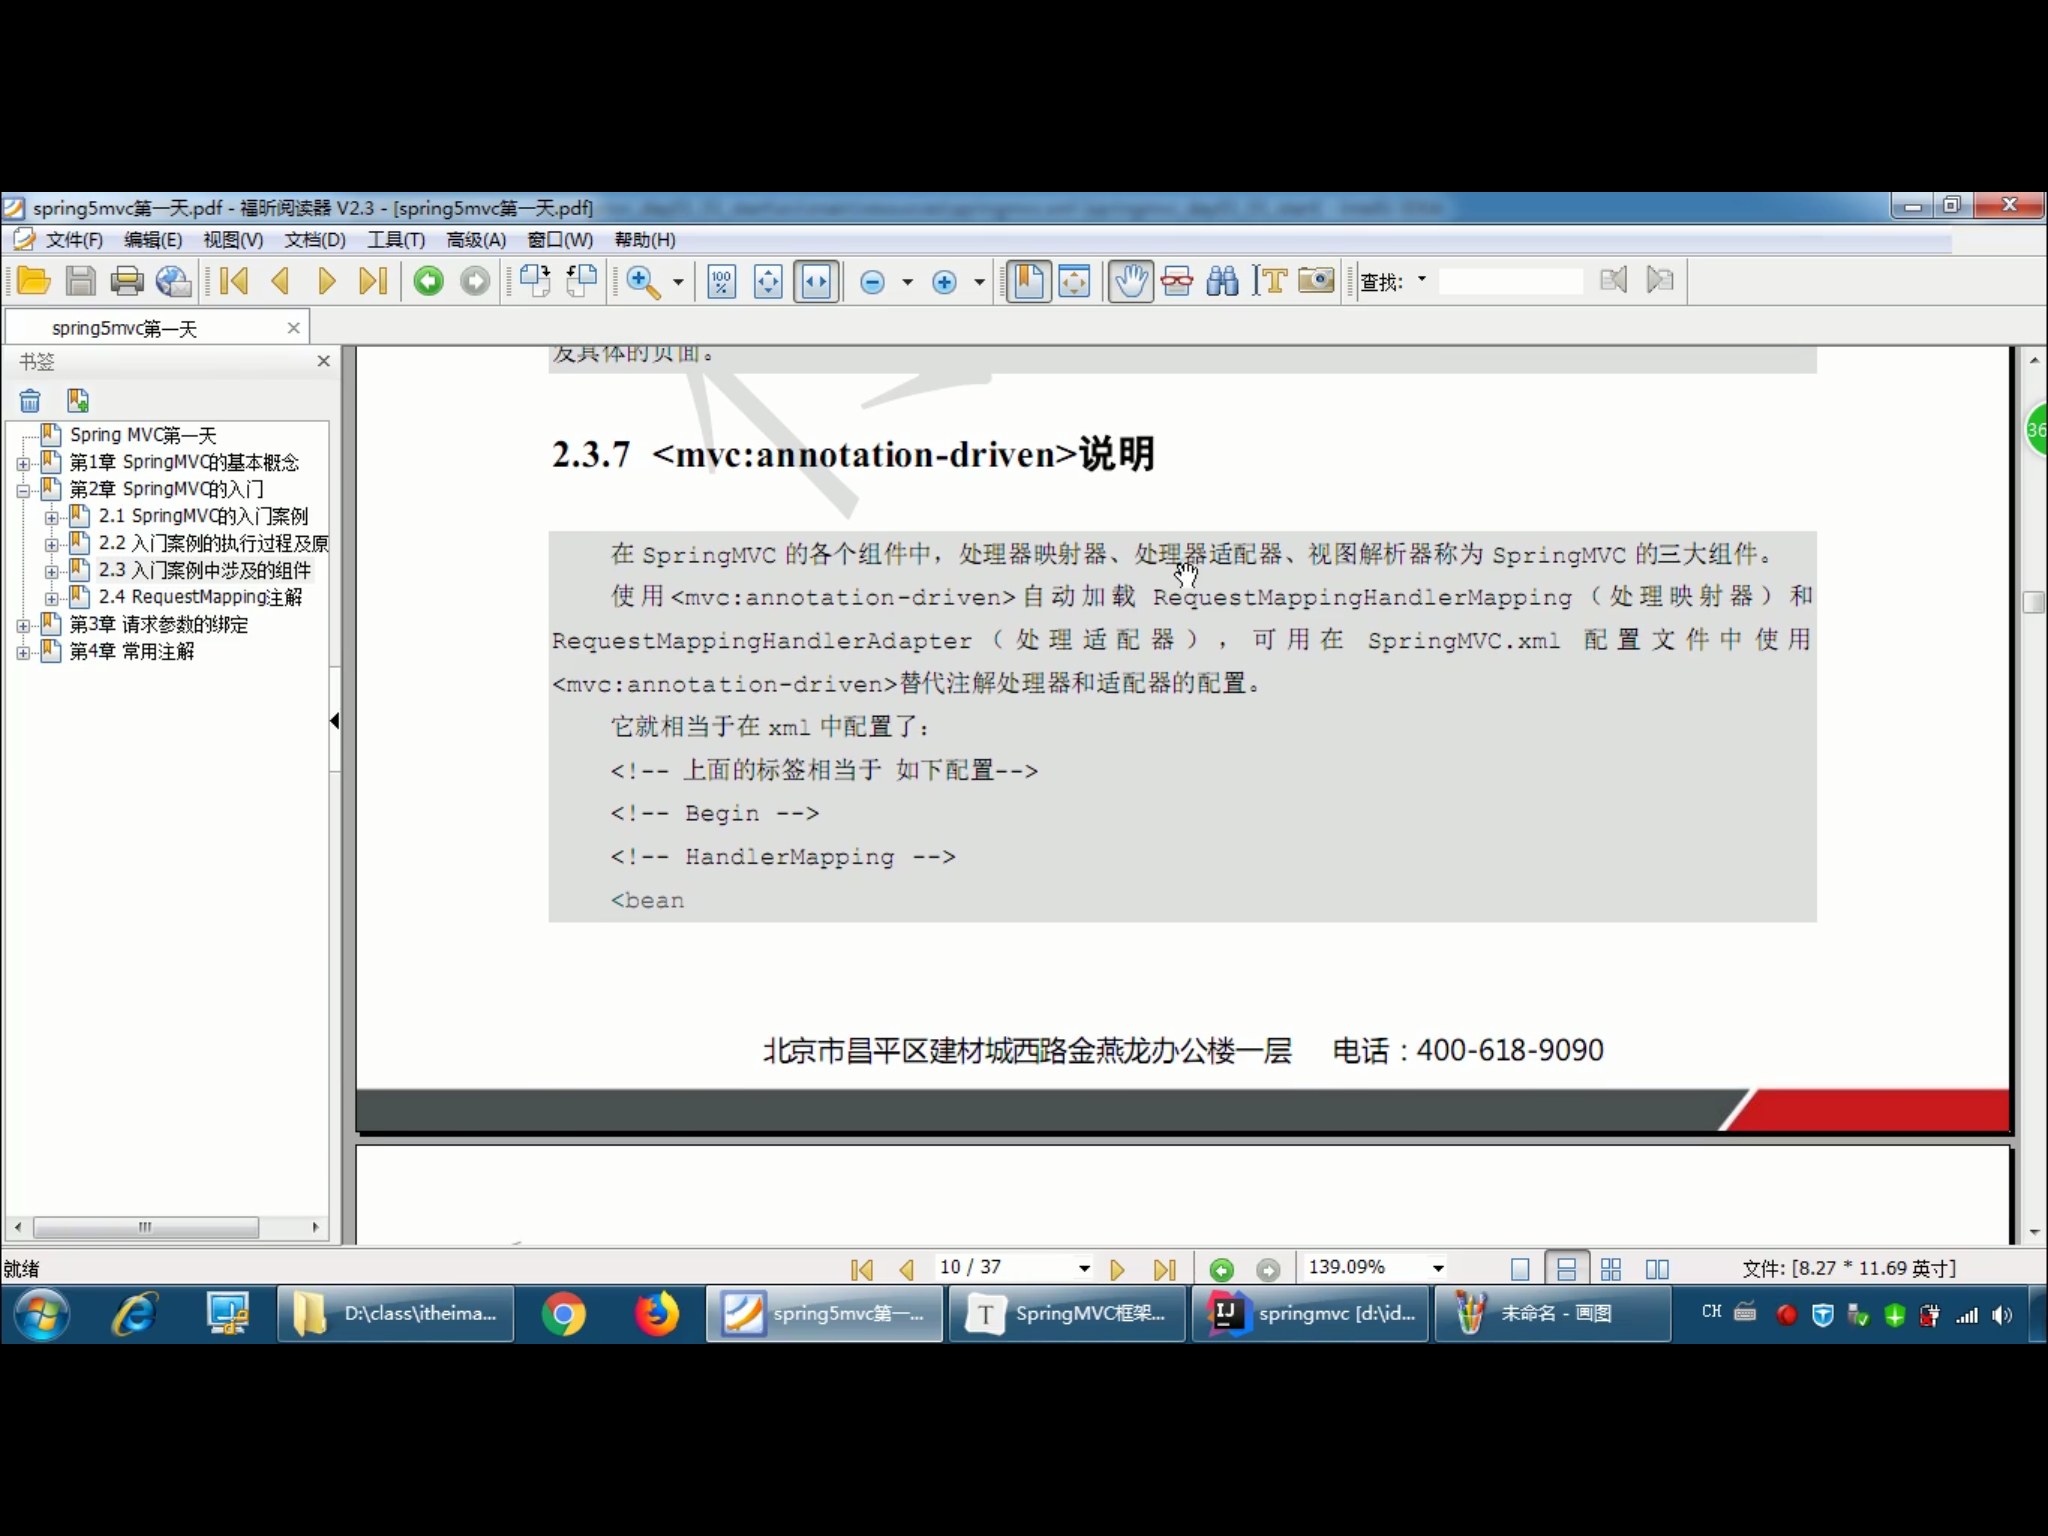 spring5mvc第一天.pdf - 福昕阅读器 V2.3 - [spring5mvc第一天.pdf]
文件(F) 编辑(E) 视图(V) 文档(D) 工具(T) 高级(A) 窗口(W) 帮助(H)
100 % 查找:
spring5mvc第一天
书签
Spring MVC第一天
第1章 SpringMVC的基本概念
第2章 SpringMVC的入门
2.1 SpringMVC的入门案例
2.2 入门案例的执行过程及原
2.3 入门案例中涉及的组件
2.4 RequestMapping注解
第3章 请求参数的绑定
第4章 常用注解
发具体的页面。
2.3.7 <mvc:annotation-driven>说明
在 SpringMVC 的各个组件中，处理器映射器、处理器适配器、视图解析器称为 SpringMVC 的三大组件。
使用<mvc:annotation-driven>自动加载 RequestMappingHandlerMapping（处理映射器）和
RequestMappingHandlerAdapter（处理适配器），可用在 SpringMVC.xml 配置文件中使用
<mvc:annotation-driven>替代注解处理器和适配器的配置。
它就相当于在 xml 中配置了：
<!-- 上面的标签相当于 如下配置-->
<!-- Begin -->
<!-- HandlerMapping -->
<bean
北京市昌平区建材城西路金燕龙办公楼一层 电话：400-618-9090
36
就绪 10 / 37 139.09% 文件: [8.27 * 11.69 英寸]
D:\class\itheima... spring5mvc第一... T SpringMVC框架... IJ springmvc [d:\id... 未命名 - 画图 CH